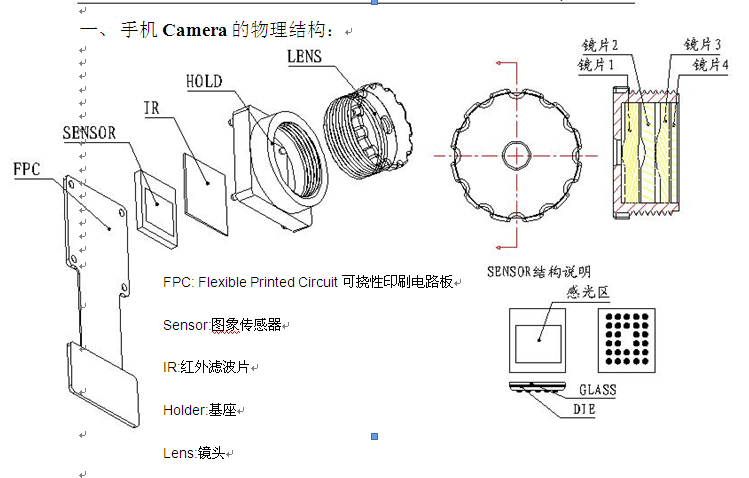 一、手机 Camera 的物理结构：
LENS
HOLD
IR
SENSOR
FPC
镜片2
镜片3
镜片1
镜片4
FPC: Flexible Printed Circuit 可挠性印刷电路板
Sensor:图象传感器
IR:红外滤波片
Holder:基座
Lens:镜头
SENSOR结构说明
感光区
GLASS
DIE